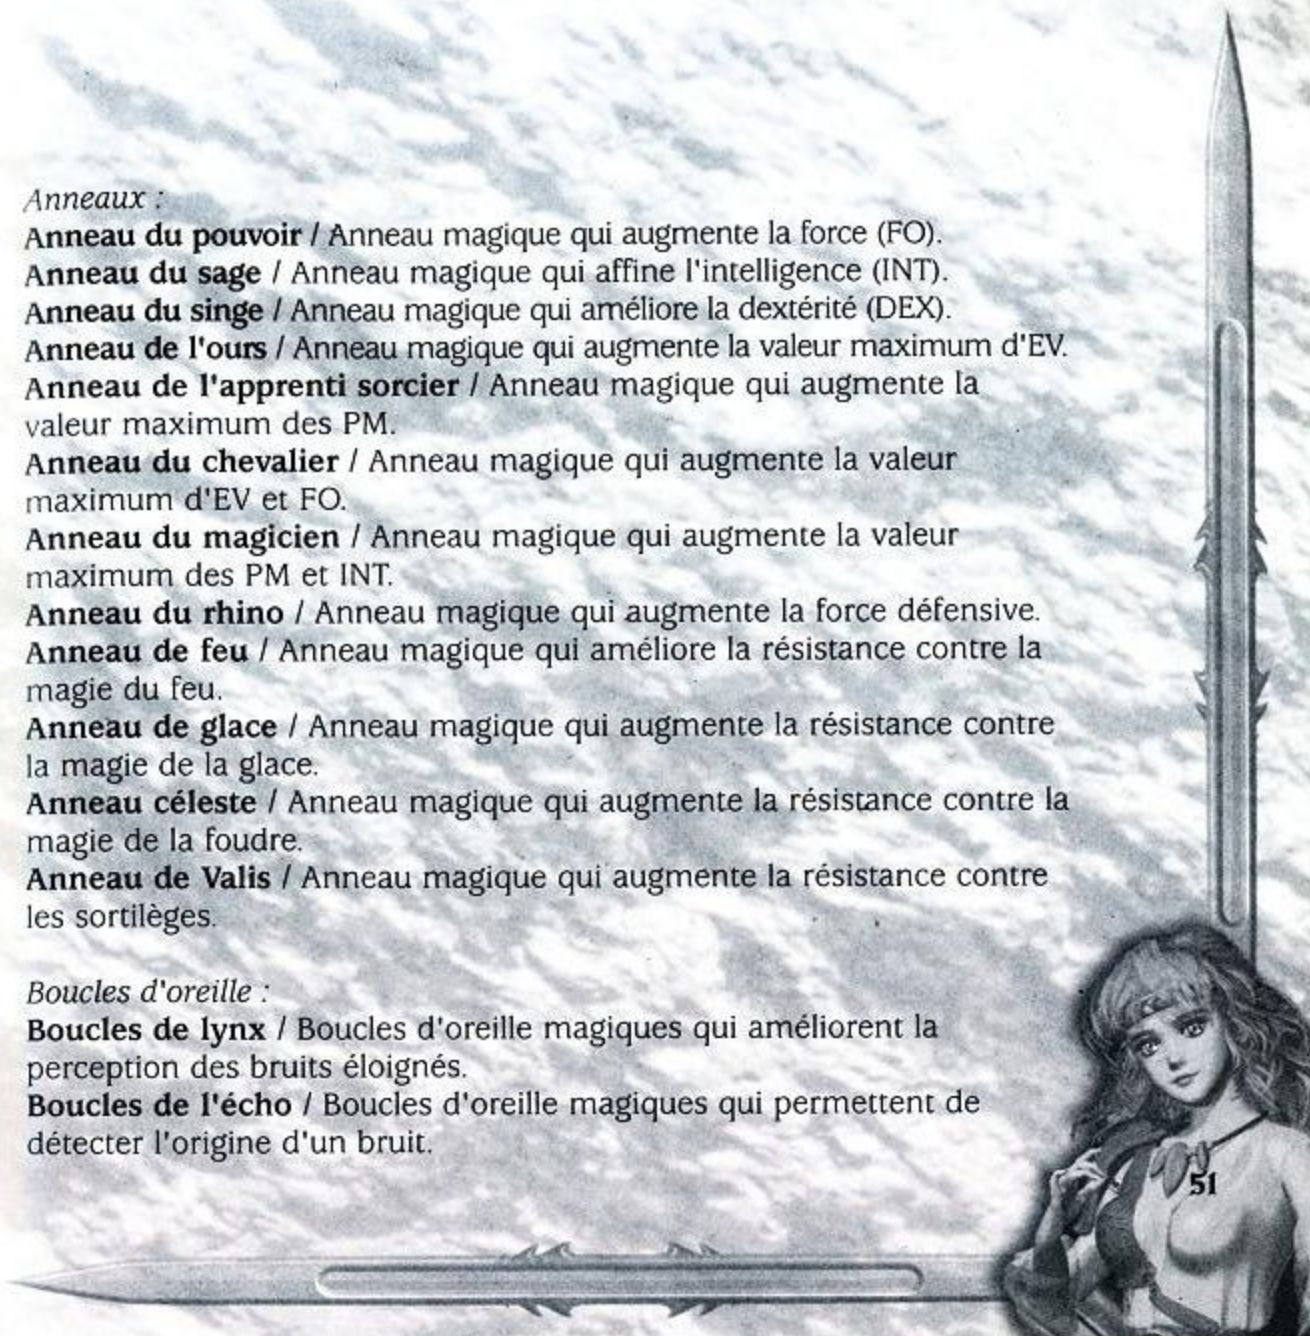 Anneaux :
Anneau du pouvoir / Anneau magique qui augmente la force (FO).
Anneau du sage / Anneau magique qui affine l'intelligence (INT).
Anneau du singe / Anneau magique qui améliore la dextérité (DEX).
Anneau de l'ours / Anneau magique qui augmente la valeur maximum d'EV.
Anneau de l'apprenti sorcier / Anneau magique qui augmente la
valeur maximum des PM.
Anneau du chevalier / Anneau magique qui augmente la valeur
maximum d'EV et FO.
Anneau du magicien / Anneau magique qui augmente la valeur
maximum des PM et INT.
Anneau du rhino / Anneau magique qui augmente la force défensive.
Anneau de feu / Anneau magique qui améliore la résistance contre la
magie du feu.
Anneau de glace / Anneau magique qui augmente la résistance contre
la magie de la glace.
Anneau céleste / Anneau magique qui augmente la résistance contre la
magie de la foudre.
Anneau de Valis / Anneau magique qui augmente la résistance contre
les sortilèges.
Boucles d'oreille :
Boucles de lynx / Boucles d'oreille magiques qui améliorent la
perception des bruits éloignés.
Boucles de l'écho / Boucles d'oreille magiques qui permettent de
détecter l'origine d'un bruit.
51